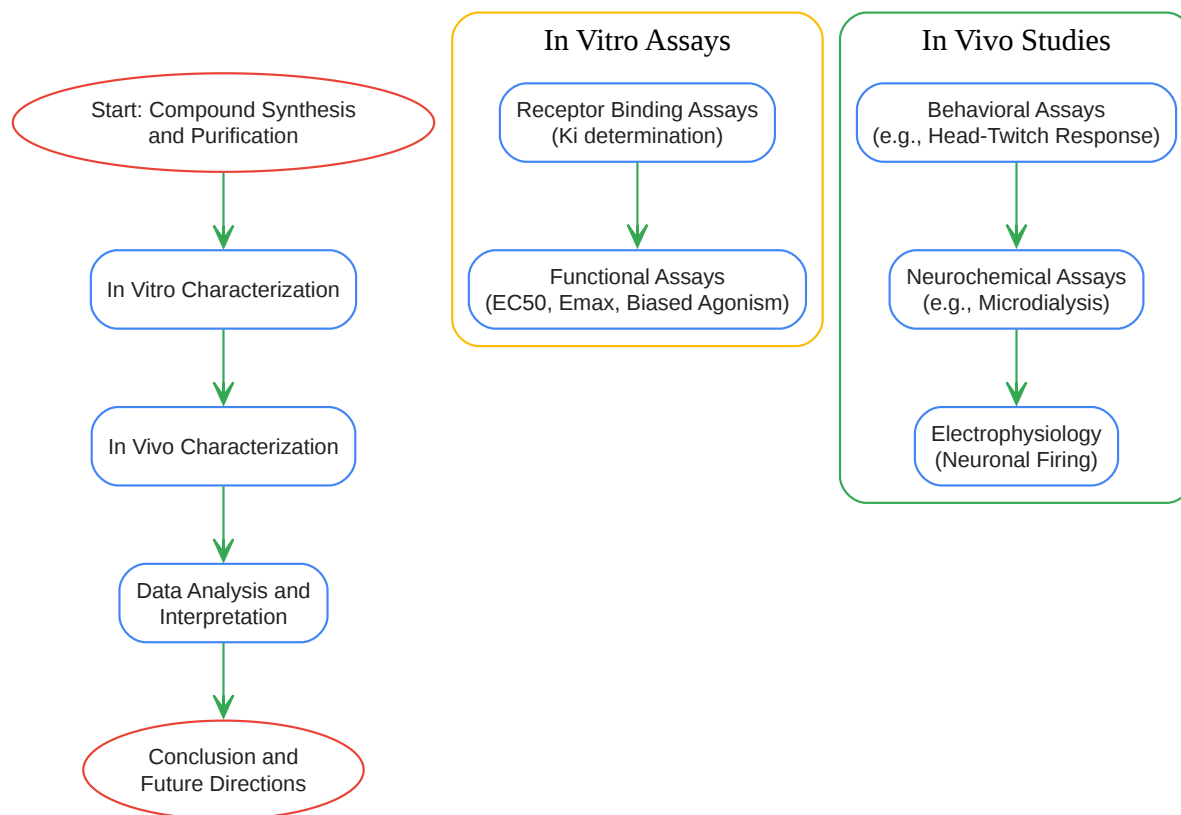 Start: Compound Synthesis
and Purification
In Vitro Characterization
In Vivo Characterization
Data Analysis and
Interpretation
Conclusion and
Future Directions
In Vitro Assays
Receptor Binding Assays
(Ki determination)
Functional Assays
(EC50, Emax, Biased Agonism)
In Vivo Studies
Behavioral Assays
(e.g., Head-Twitch Response)
Neurochemical Assays
(e.g., Microdialysis)
Electrophysiology
(Neuronal Firing)